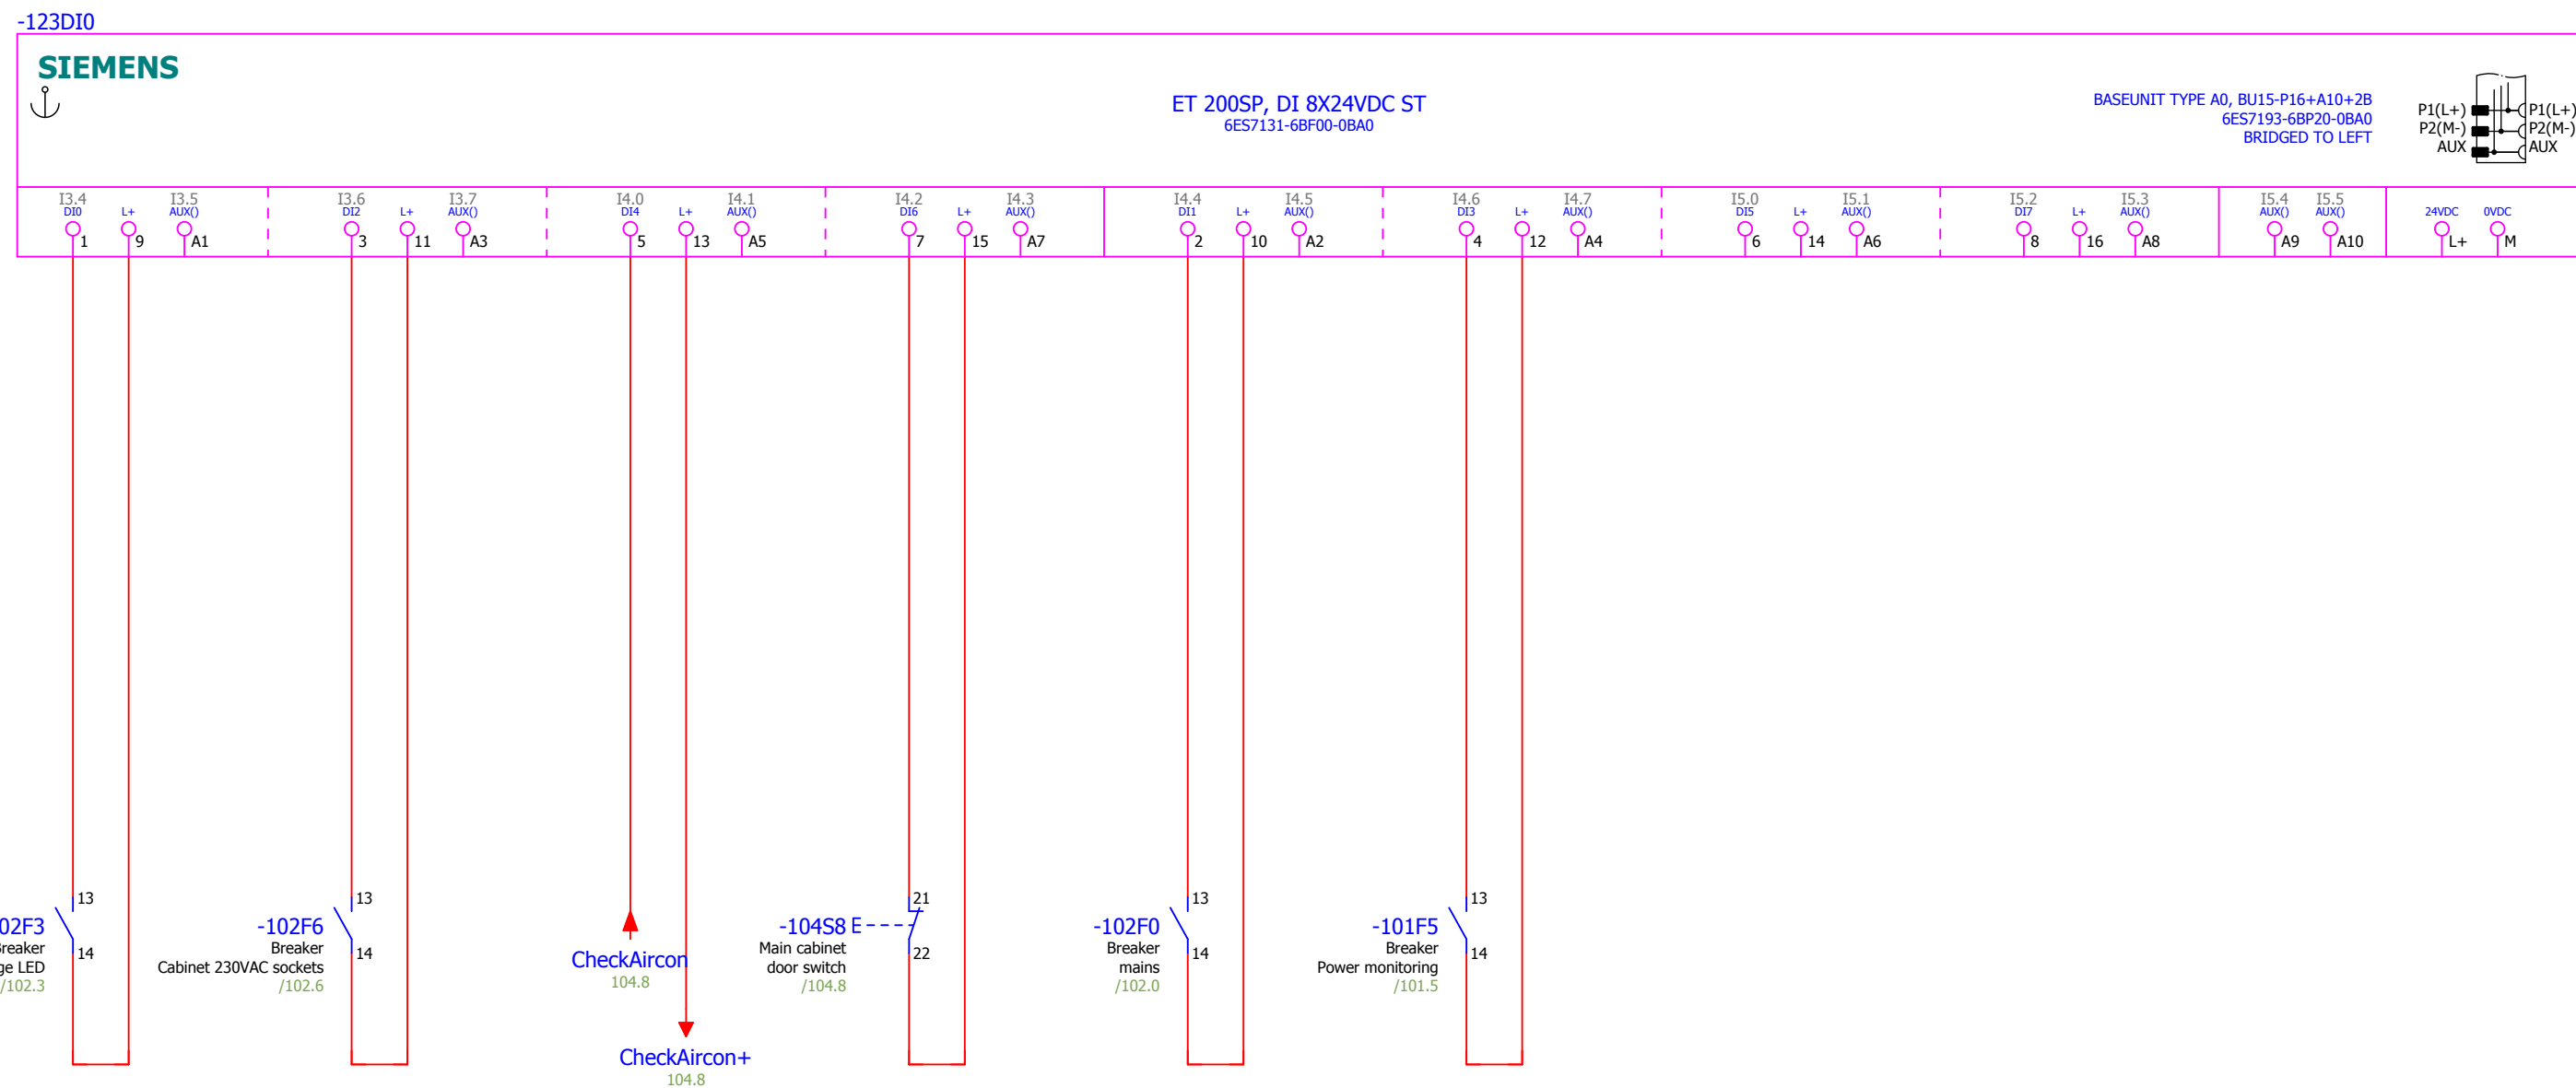 -123DI0
SIEMENS
ET 200SP, DI 8X24VDC ST
6ES7131-6BF00-0BA0
BASEUNIT TYPE A0, BU15-P16+A10+2B
6ES7193-6BP20-0BA0
BRIDGED TO LEFT
P1(L+) P1(L+)
P2(M-) P2(M-)
AUX AUX
I3.4 I3.5 I3.6 I3.7 I4.0 I4.1 I4.2 I4.3 I4.4 I4.5 I4.6 I4.7 I5.0 I5.1 I5.2 I5.3 I5.4 I5.5
DI0 L+ AUX() DI2 L+ AUX() DI4 L+ AUX() DI6 L+ AUX() DI1 L+ AUX() DI3 L+ AUX() DI5 L+ AUX() DI7 L+ AUX() AUX() AUX() 24VDC 0VDC
1 9 A1 3 11 A3 5 13 A5 7 15 A7 2 10 A2 4 12 A4 6 14 A6 8 16 A8 A9 A10 L+ M
13 13 21 13 13
02F3 -102F6 -104S8 E -102F0 -101F5
Breaker Breaker Main cabinet Breaker Breaker
14 14 22 14 14
ge LED Cabinet 230VAC sockets door switch mains Power monitoring
/102.3 /102.6 /104.8 /102.0 /101.5
CheckAircon
104.8
CheckAircon+
104.8